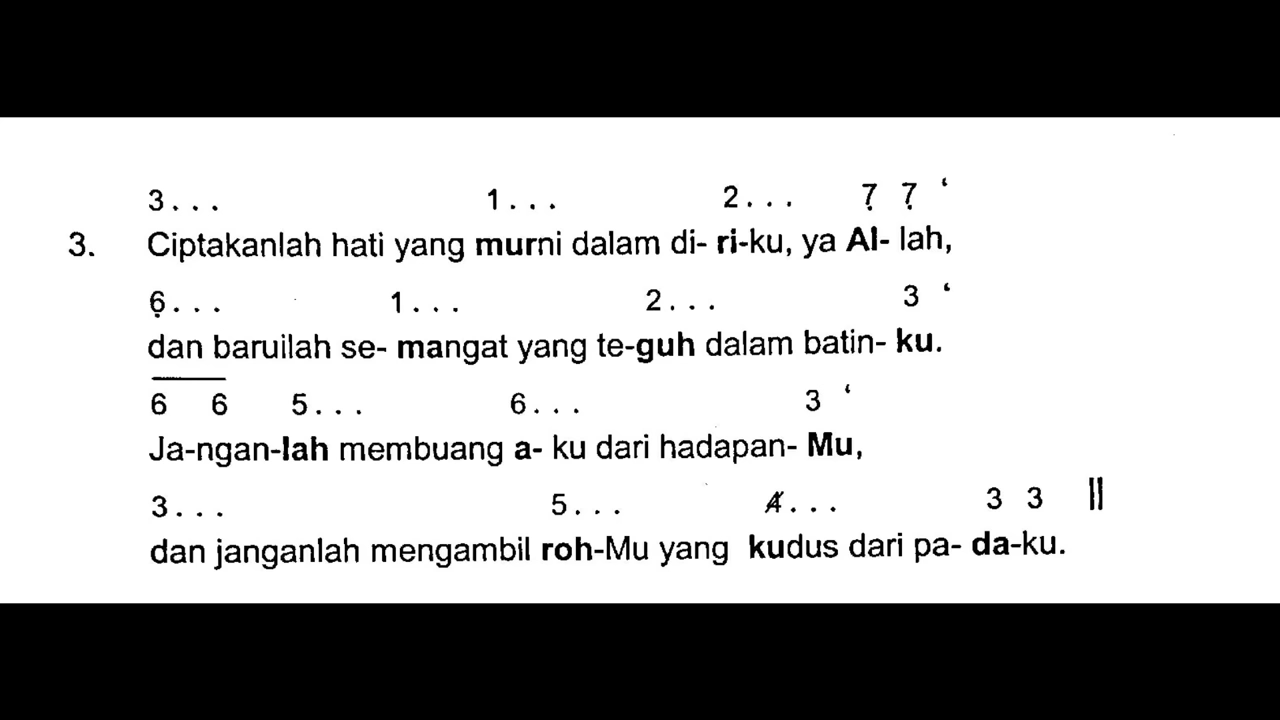 3... 1... 2... 7̣ 7̣ ‘
3. Ciptakanlah hati yang murni dalam di- ri-ku, ya Al- lah,
6̣... 1... 2... 3 ‘
dan baruilah se- mangat yang te-guh dalam batin- ku.
6 6 5... 6... 3 ‘
Ja-ngan-lah membuang a- ku dari hadapan- Mu,
3... 5... 4̸... 3 3 ||
dan janganlah mengambil roh-Mu yang kudus dari pa- da-ku.